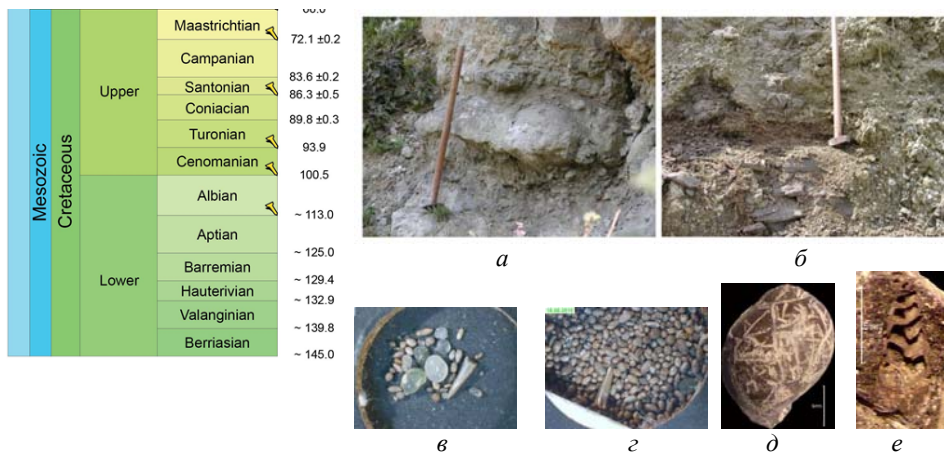 66.0
Mesozoic
Cretaceous
Upper
Maastrichtian
72.1 ±0.2
Campanian
83.6 ±0.2
Santonian
86.3 ±0.5
Coniacian
89.8 ±0.3
Turonian
93.9
Cenomanian
100.5
Lower
Albian
~ 113.0
Aptian
~ 125.0
Barremian
~ 129.4
Hauterivian
~ 132.9
Valanginian
~ 139.8
Berriasian
~ 145.0
а
б
в
г
д
е